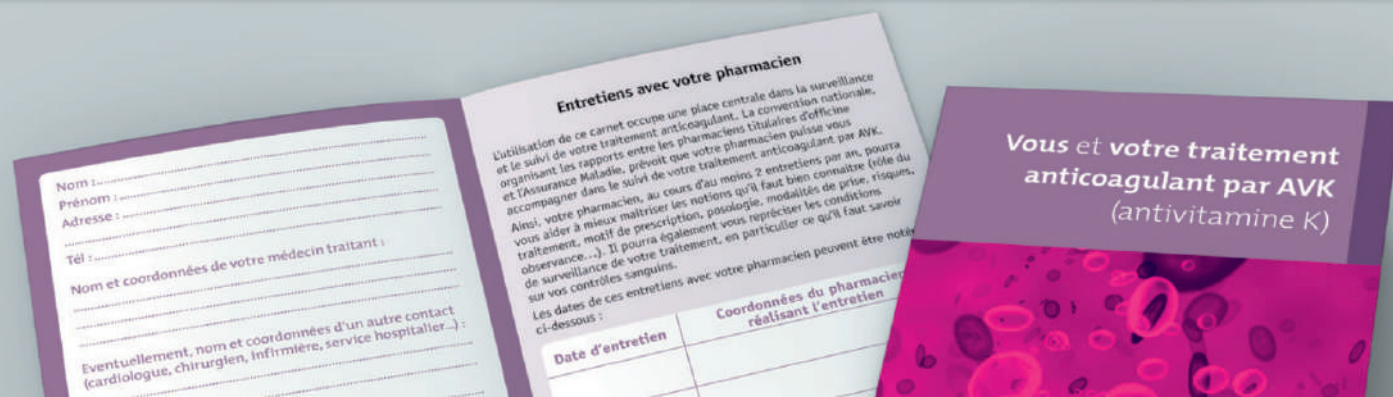 Nom :
Prénom :
Adresse :
Tél :
Nom et coordonnées de votre médecin traitant :
Eventuellement, nom et coordonnées d'un autre contact
(cardiologue, chirurgien, infirmière, service hospitalier...) :
Entretiens avec votre pharmacien
L'utilisation de ce carnet occupe une place centrale dans la surveillance
et le suivi de votre traitement anticoagulant. La convention nationale,
organisant les rapports entre les pharmaciens titulaires d'officine
et l'Assurance Maladie, prévoit que votre pharmacien puisse vous
accompagner dans le suivi de votre traitement anticoagulant par AVK.
Ainsi, votre pharmacien, au cours d'au moins 2 entretiens par an, pourra
vous aider à mieux maîtriser les notions qu'il faut bien connaître (rôle du
traitement, motif de prescription, posologie, modalités de prise, risques,
observance...). Il pourra également vous repréciser les conditions
de surveillance de votre traitement, en particulier ce qu'il faut savoir
sur vos contrôles sanguins.
Les dates de ces entretiens avec votre pharmacien peuvent être noté
ci-dessous :
Date d'entretien
Coordonnées du pharmacien
réalisant l'entretien
Vous et votre traitement
anticoagulant par AVK
(antivitamine K)